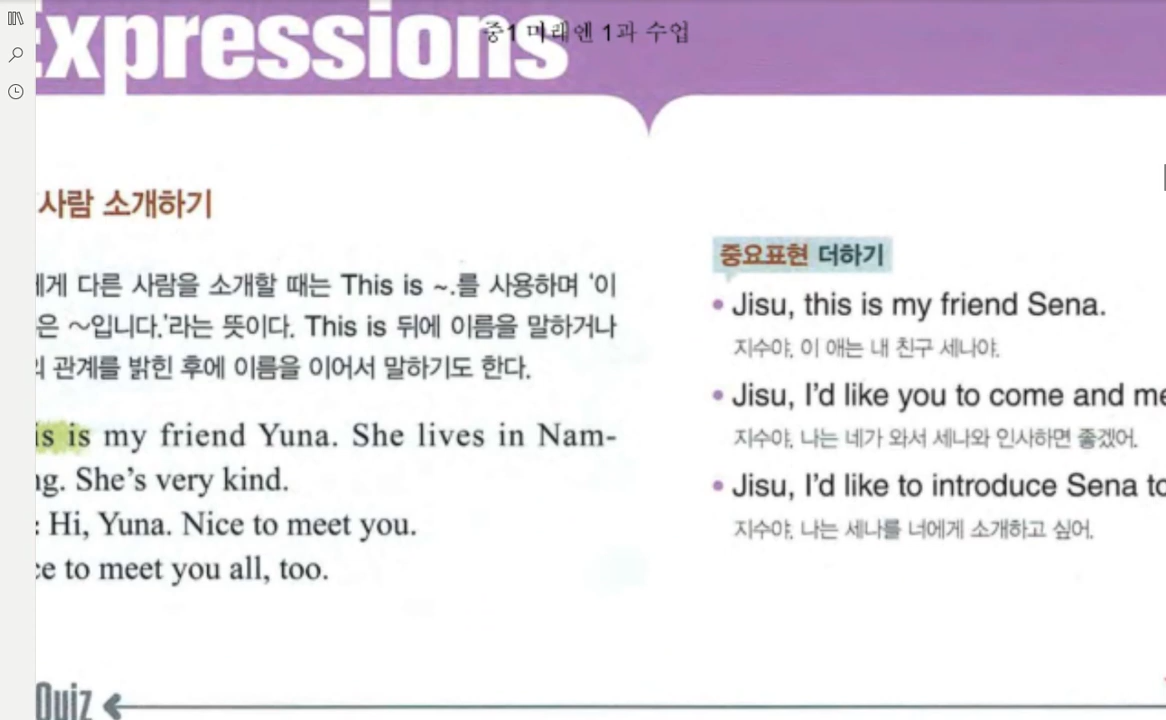 Expressions
중1 미래엔 1과 수업
사람 소개하기
에게 다른 사람을 소개할 때는 This is ~.를 사용하며 '이
은 ~입니다.'라는 뜻이다. This is 뒤에 이름을 말하거나
의 관계를 밝힌 후에 이름을 이어서 말하기도 한다.
is is my friend Yuna. She lives in Nam-
ng. She's very kind.
: Hi, Yuna. Nice to meet you.
ce to meet you all, too.
중요표현 더하기
• Jisu, this is my friend Sena.
지수야, 이 애는 내 친구 세나야.
• Jisu, I'd like you to come and me
지수야, 나는 네가 와서 세나와 인사하면 좋겠어.
• Jisu, I'd like to introduce Sena to
지수야, 나는 세나를 너에게 소개하고 싶어.
Quiz